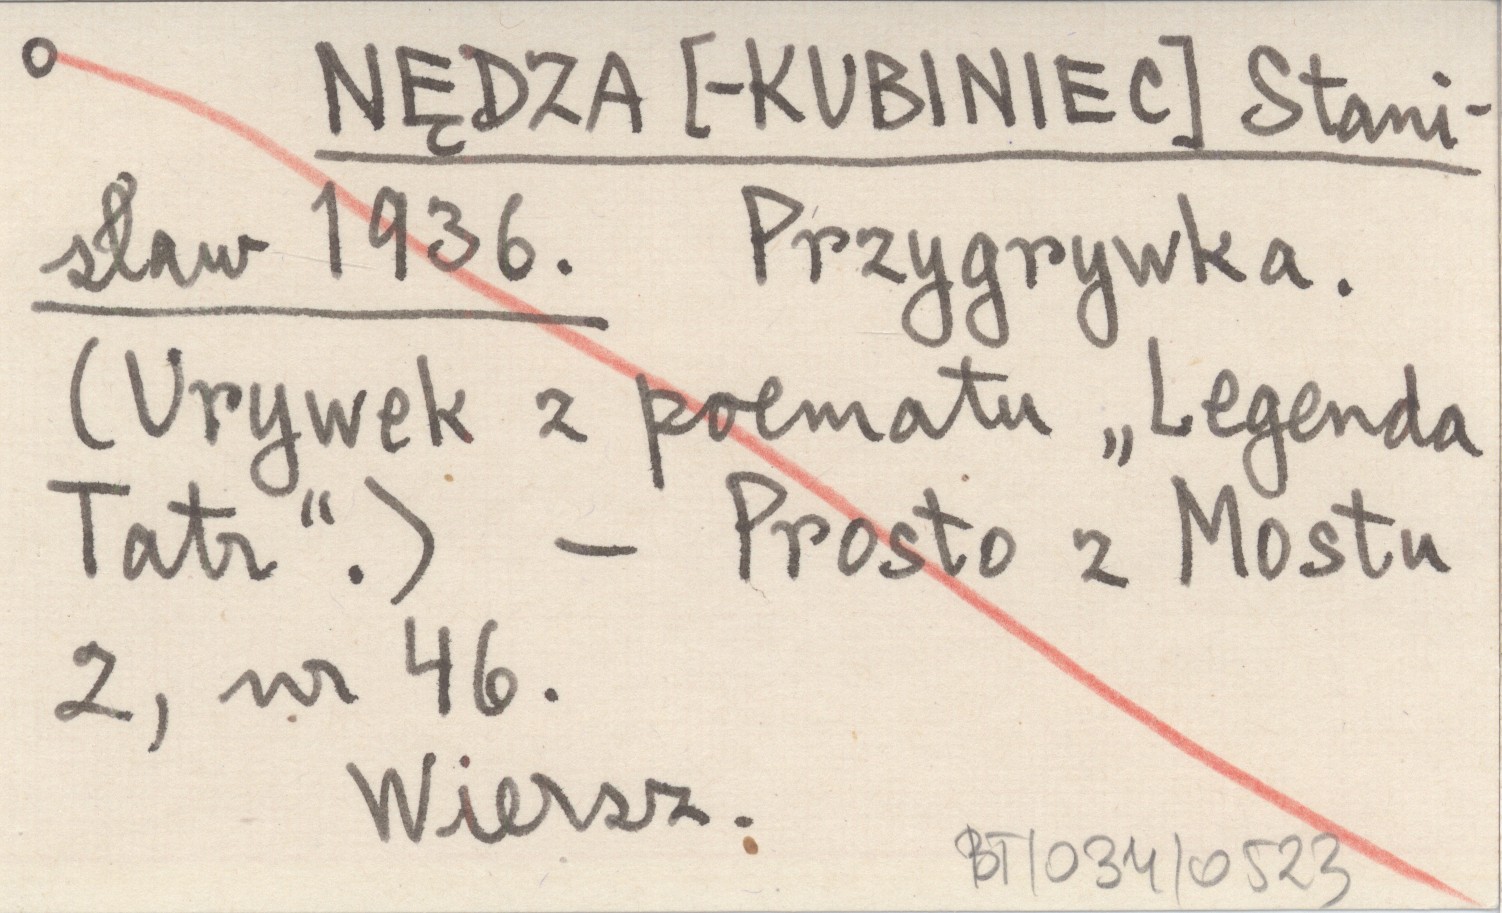 NĘDZA [-KUBINIEC] Stani-
sław 1936. Przygrywka.
(Urywek z poematu „Legenda
Tatr“.) — Prosto z Mostu
2, nr 46.
Wiersz.
BT/034/0523